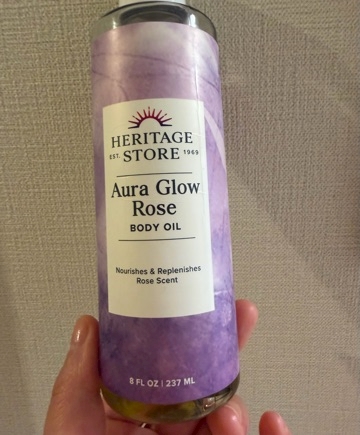 HERITAGE
EST. STORE 1969
Aura Glow
Rose
BODY OIL
Nourishes & Replenishes
Rose Scent
8 FL OZ | 237 ML